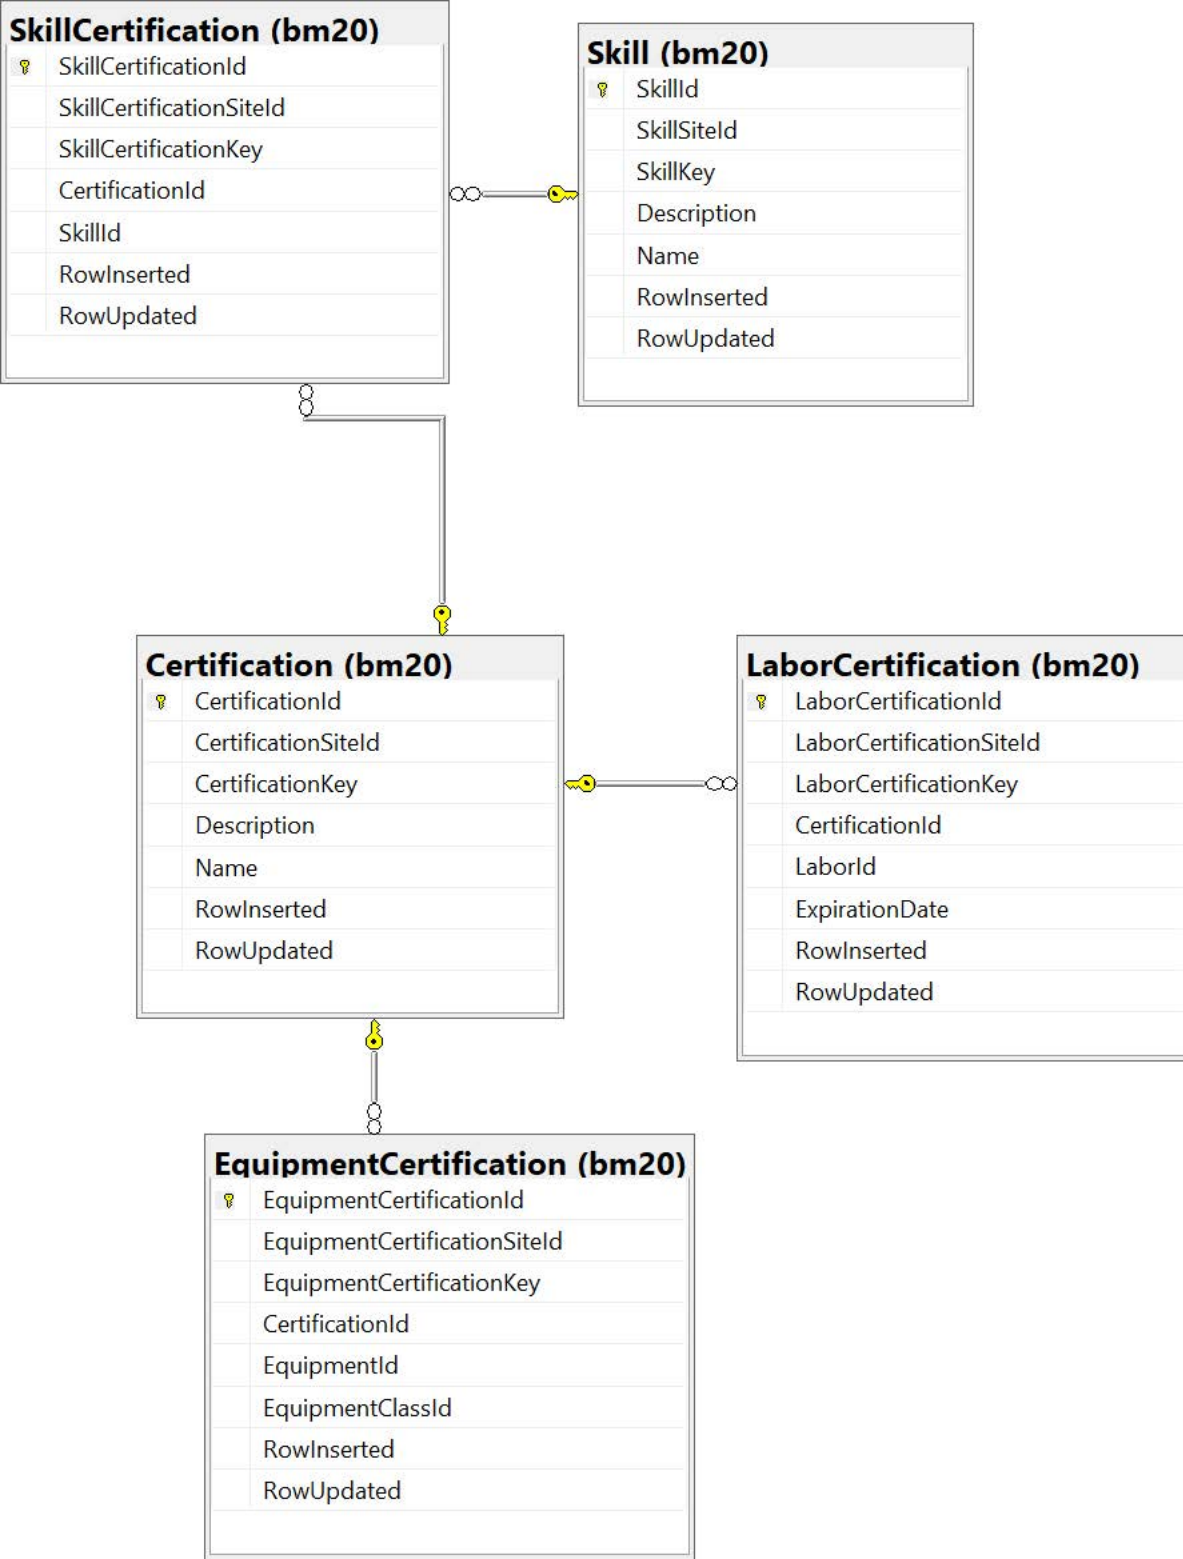 SkillCertification (bm20)
SkillCertificationId
SkillCertificationSiteId
SkillCertificationKey
CertificationId
SkillId
RowInserted
RowUpdated
Skill (bm20)
SkillId
SkillSiteId
SkillKey
Description
Name
RowInserted
RowUpdated
Certification (bm20)
CertificationId
CertificationSiteId
CertificationKey
Description
Name
RowInserted
RowUpdated
LaborCertification (bm20)
LaborCertificationId
LaborCertificationSiteId
LaborCertificationKey
CertificationId
LaborId
ExpirationDate
RowInserted
RowUpdated
EquipmentCertification (bm20)
EquipmentCertificationId
EquipmentCertificationSiteId
EquipmentCertificationKey
CertificationId
EquipmentId
EquipmentClassId
RowInserted
RowUpdated